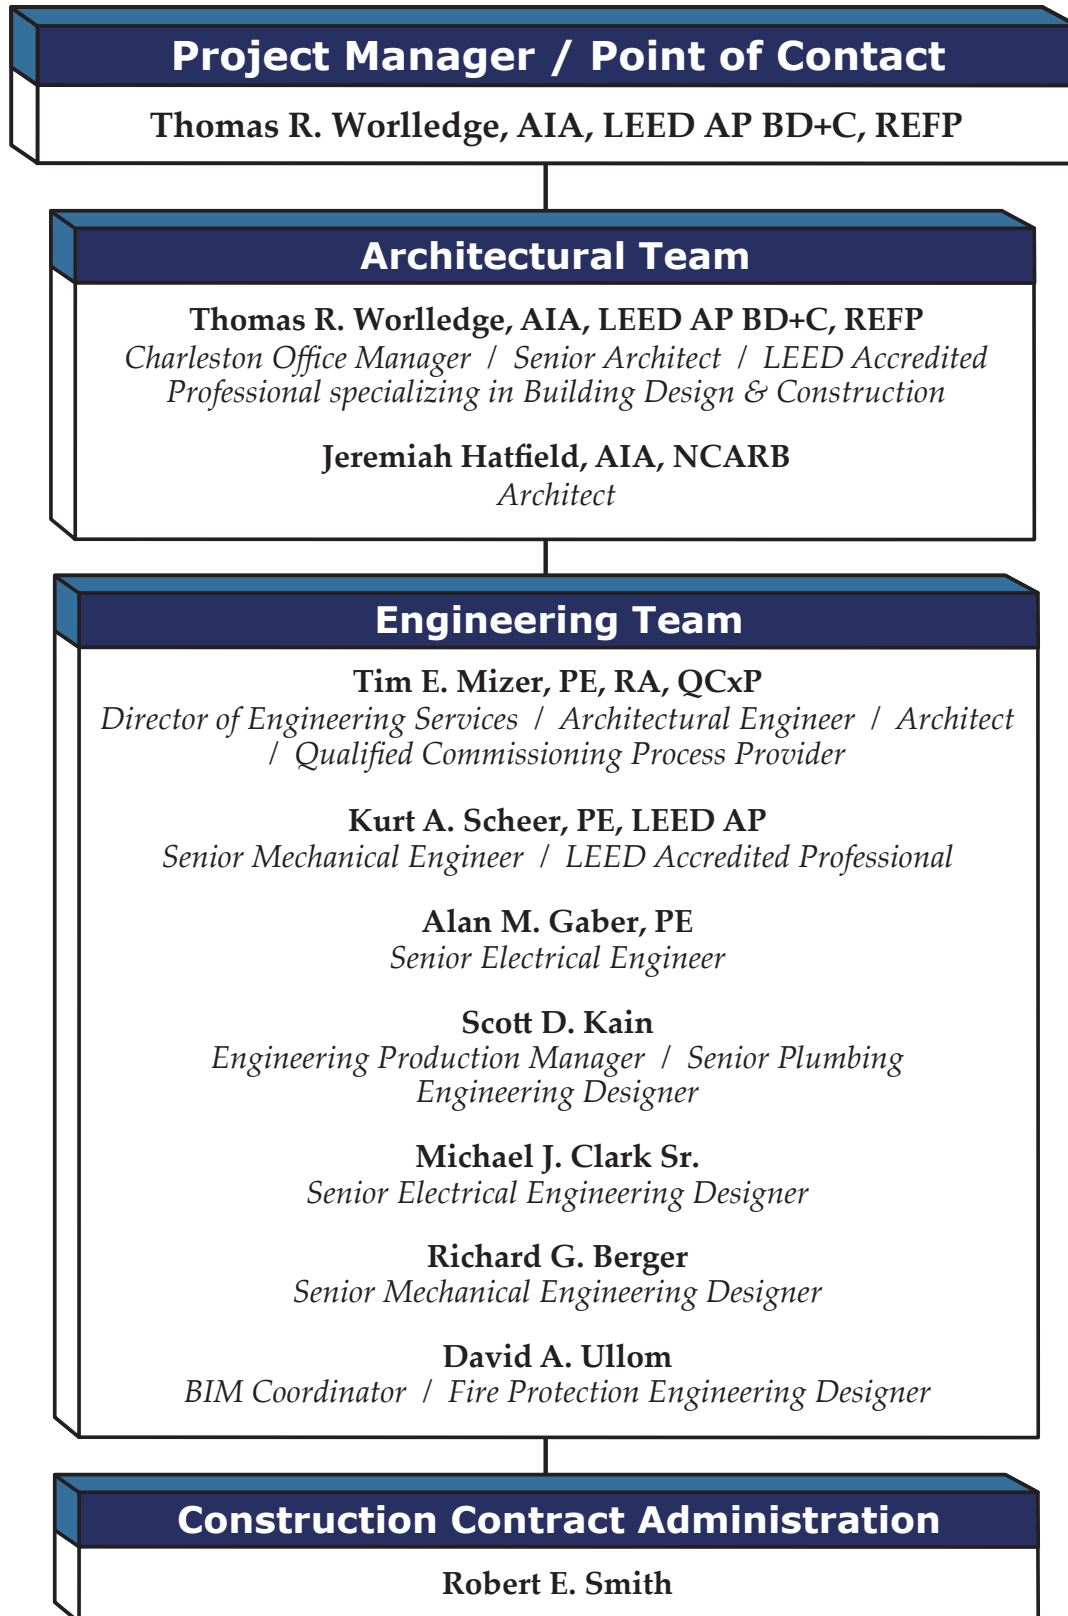 Project Manager / Point of Contact
Thomas R. Worlledge, AIA, LEED AP BD+C, REFP
Architectural Team
Thomas R. Worlledge, AIA, LEED AP BD+C, REFP
Charleston Office Manager / Senior Architect / LEED Accredited
Professional specializing in Building Design & Construction
Jeremiah Hatfield, AIA, NCARB
Architect
Engineering Team
Tim E. Mizer, PE, RA, QCxP
Director of Engineering Services / Architectural Engineer / Architect
/ Qualified Commissioning Process Provider
Kurt A. Scheer, PE, LEED AP
Senior Mechanical Engineer / LEED Accredited Professional
Alan M. Gaber, PE
Senior Electrical Engineer
Scott D. Kain
Engineering Production Manager / Senior Plumbing
Engineering Designer
Michael J. Clark Sr.
Senior Electrical Engineering Designer
Richard G. Berger
Senior Mechanical Engineering Designer
David A. Ullom
BIM Coordinator / Fire Protection Engineering Designer
Construction Contract Administration
Robert E. Smith